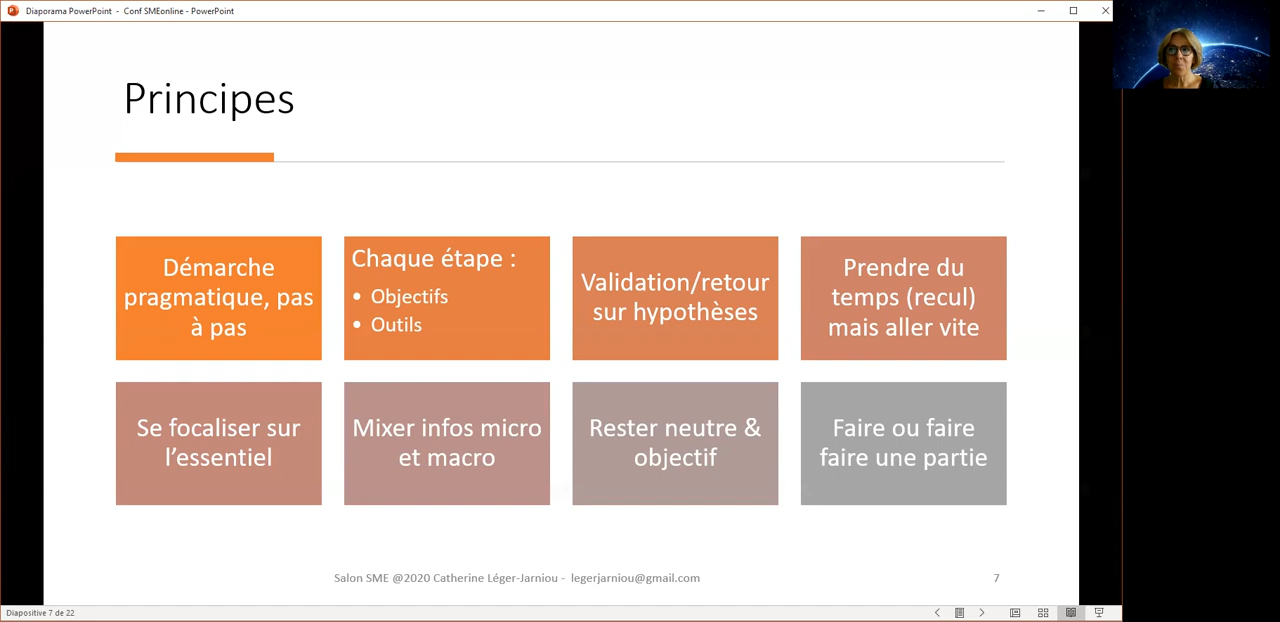 Diaporama PowerPoint - Conf SMEonline - PowerPoint
Principes
Démarche
pragmatique, pas
à pas
Chaque étape :
• Objectifs
• Outils
Validation/retour
sur hypothèses
Prendre du
temps (recul)
mais aller vite
Se focaliser sur
l’essentiel
Mixer infos micro
et macro
Rester neutre &
objectif
Faire ou faire
faire une partie
Salon SME @2020 Catherine Léger-Jarniou - legerjarniou@gmail.com
7
Diapositive 7 de 22